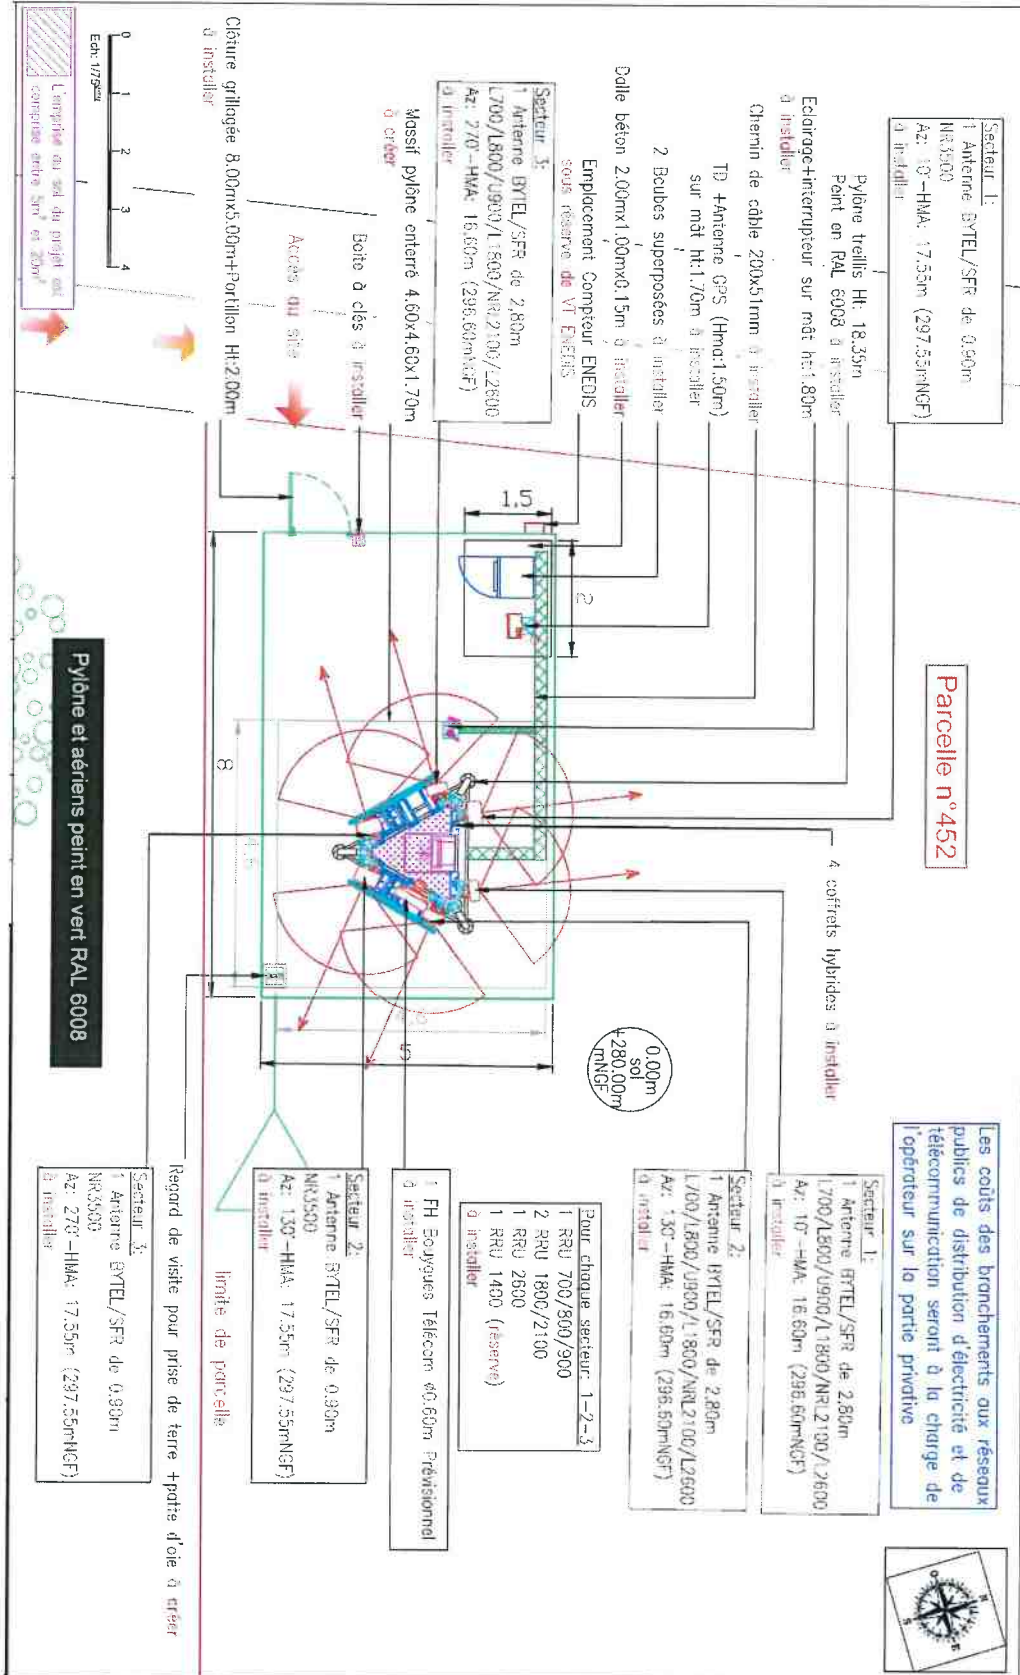 Parcelle n°452
Les coûts des branchements aux réseaux
publics de distribution d'électricité et de
télécommunication seront à la charge de
l'opérateur sur la partie privative
Secteur 1:
1 Antenne BYTEL/SFR de 0.90m
NR3500
Az: 10°-HMA: 17.55m (297.55mNGF)
à installer
Pylône treillis Ht: 18.35m
Peint en RAL 6008 à installer
Eclairage+interrupteur sur mât ht:1.80m
à installer
Chemin de câble 200x51mm à installer
TD +Antenne GPS (Hma:1.50m)
sur mât ht:1.70m à installer
2 Bcubes superposées à installer
Dalle béton 2.00mx1.00mx0.15m à installer
Emplacement Compteur ENEDIS
sous réserve de VT ENEDIS
Secteur 3:
1 Antenne BYTEL/SFR de 2,80m
L700/L800/U900/L1800/NR2100/L2600
Az: 270°-HMA: 16,60m (296.60mNGF)
à installer
Massif pylône enterré 4.60x4.60x1.70m
à créer
Boite à clés à installer
Accès au site
Clôture grillagée 8.00mx5.00m+Portillon Ht:2.00m
à installer
0 1 2 3 4
Ech: 1/75ème
L'emprise au sol du projet est
comprise entre 5m² et 20m²
1,5
2
8
5
4 coffrets hybrides à installer
0.00m
sol
+280.00m
mNGF
Secteur 1:
1 Antenne BYTEL/SFR de 2,80m
L700/L800/U900/L1800/NRL2100/L2600
Az: 10°-HMA: 16.60m (296.60mNGF)
à installer
Secteur 2:
1 Antenne BYTEL/SFR de 2,80m
L700/L800/U900/L1800/NRL2100/L2600
Az: 130°-HMA: 16.60m (296.60mNGF)
à installer
Pour chaque secteur: 1-2-3
1 RRU 700/800/900
2 RRU 1800/2100
1 RRU 2600
1 RRU 1400 (réserve)
à installer
1 FH Bouygues Télécom Ø0.60m Prévisionnel
à installer
Secteur 2:
1 Antenne BYTEL/SFR de 0.90m
NR3500
Az: 130°-HMA: 17.55m (297.55mNGF)
à installer
limite de parcelle
Regard de visite pour prise de terre +patte d'oie à créer
Secteur 3:
1 Antenne BYTEL/SFR de 0.90m
NR3500
Az: 270°-HMA: 17.55m (297.55mNGF)
à installer
Pylône et aériens peint en vert RAL 6008
N
E
S
O